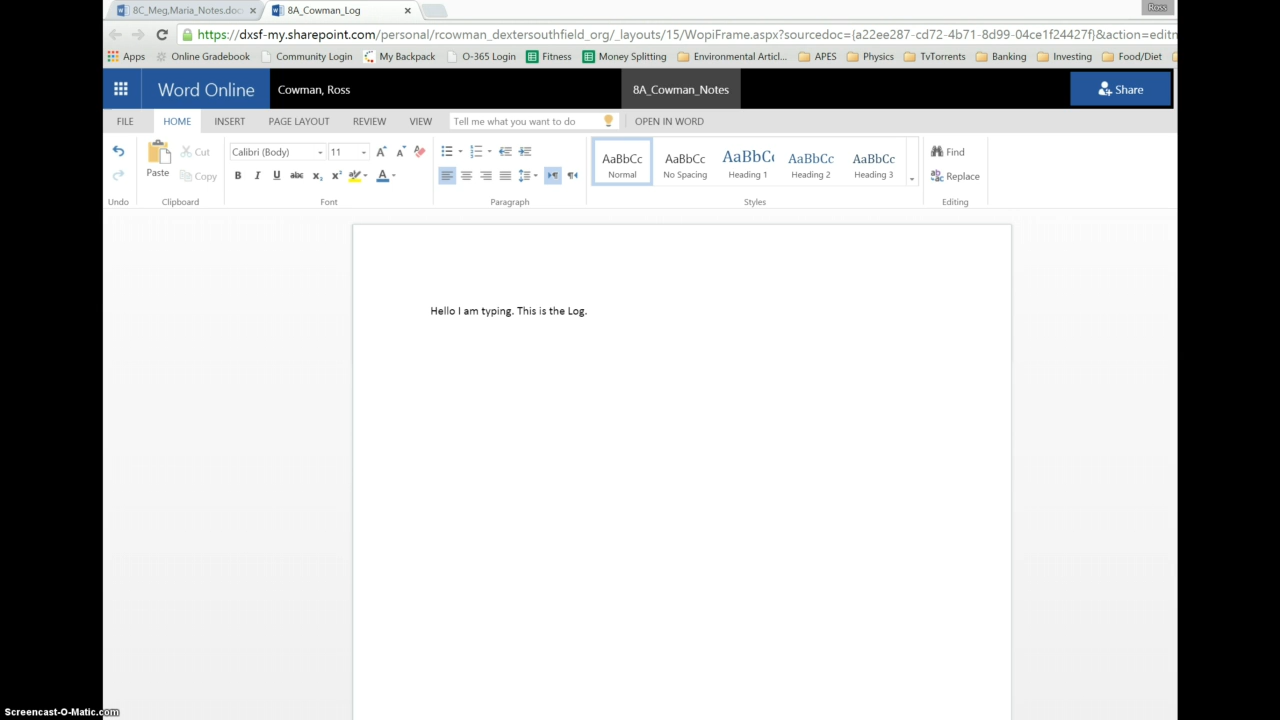 8C_Meg,Maria_Notes.doc
8A_Cowman_Log
Ross
https://dxsf-my.sharepoint.com/personal/rcowman_dextersouthfield_org/_layouts/15/WopiFrame.aspx?sourcedoc={a22ee287-cd72-4b71-8d99-04ce1f24427f}&action=editn
Apps Online Gradebook Community Login My Backpack O-365 Login Fitness Money Splitting Environmental Articl... APES Physics TvTorrents Banking Investing Food/Diet
Word Online Cowman, Ross 8A_Cowman_Notes Share
FILE HOME INSERT PAGE LAYOUT REVIEW VIEW Tell me what you want to do OPEN IN WORD
Paste Cut Copy
Calibri (Body) 11
B I U abc x₂ x² A
AaBbCc AaBbCc AaBbCc AaBbCc AaBbCc
Normal No Spacing Heading 1 Heading 2 Heading 3
Find
Replace
Undo Clipboard Font Paragraph Styles Editing
Hello I am typing. This is the Log.
Screencast-O-Matic.com